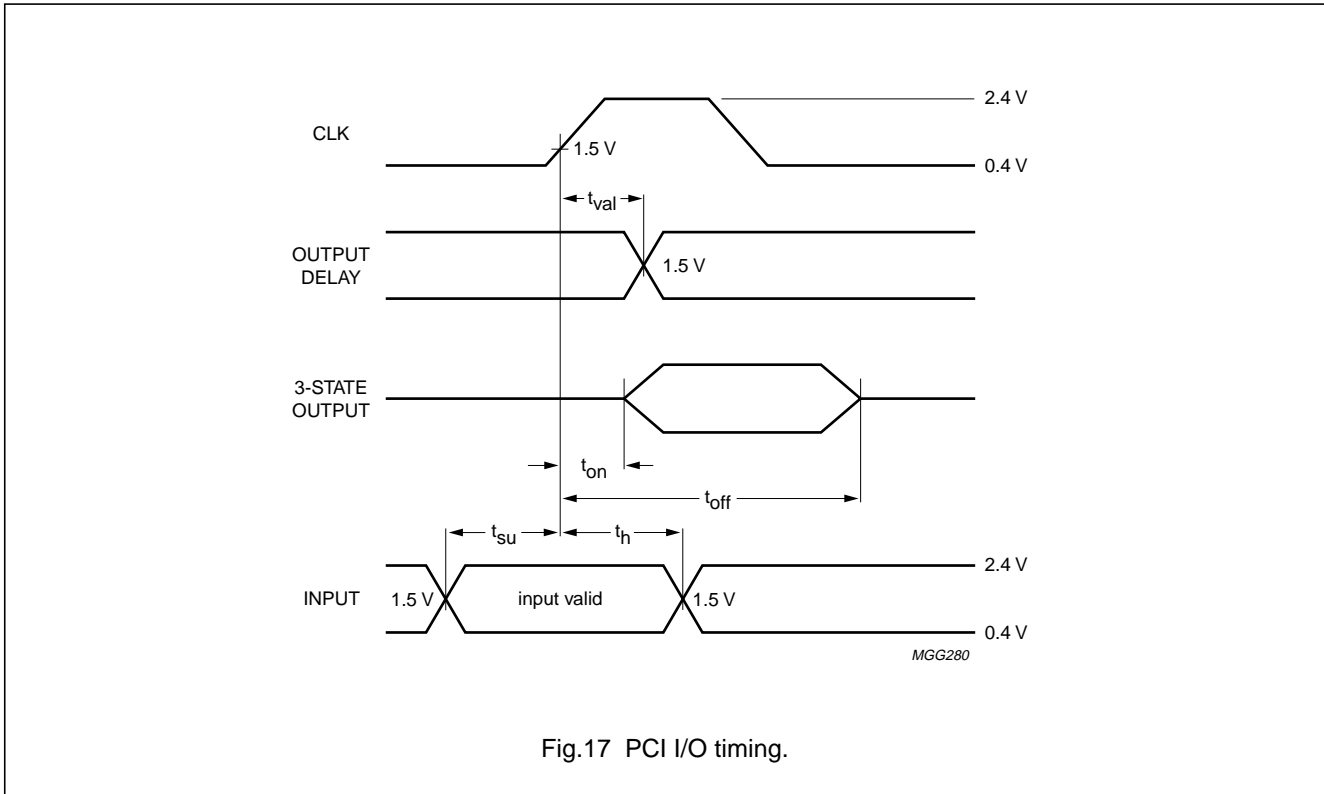 2.4 V
CLK
1.5 V
0.4 V
tval
OUTPUT
DELAY
1.5 V
3-STATE
OUTPUT
ton
toff
tsu
th
2.4 V
INPUT
1.5 V
input valid
1.5 V
0.4 V
MGG280
Fig.17 PCI I/O timing.